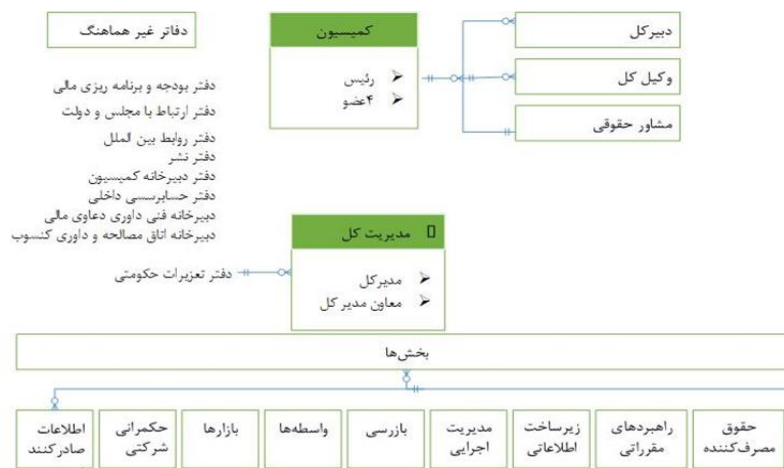 دفاتر غیر هماهنگ
کمیسیون
رئیس
۴عضو
دبیرکل
وکیل کل
مشاور حقوقی
دفتر بودجه و برنامه ریزی مالی
دفتر ارتباط با مجلس و دولت
دفتر روابط بین الملل
دفتر نشر
دفتر دبیرخانه کمیسیون
دفتر حسابرسسی داخلی
دبیرخانه فنی داوری دعاوی مالی
دبیرخانه اتاق مصالحه و داوری کنسوب
دفتر تعزیرات حکومتی
مدیریت کل
مدیرکل
معاون مدیر کل
بخش‌ها
حقوق
مصرف‌کننده
راهبردهای
مقرراتی
زیرساخت
اطلاعاتی
مدیریت
اجرایی
بازرسی
واسطه‌ها
بازارها
حکمرانی
شرکتی
اطلاعات
صادرکنند